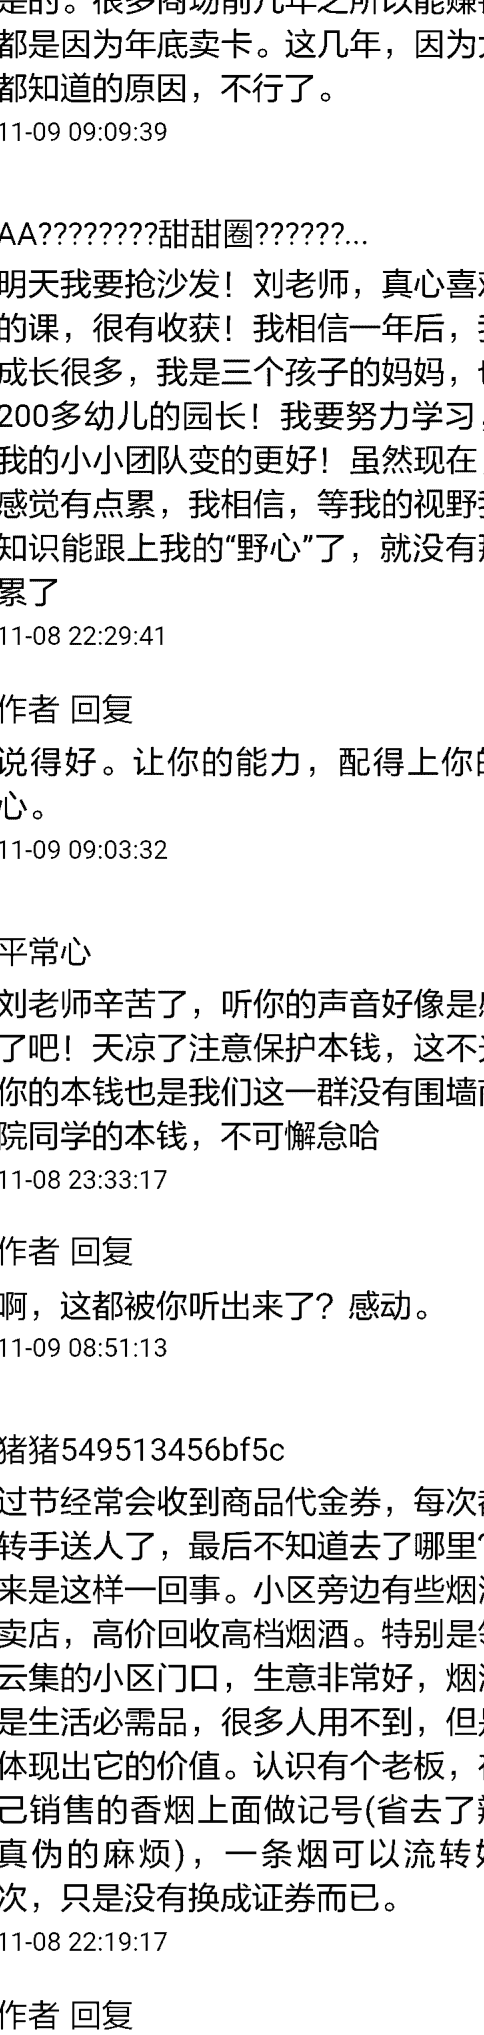 是的。很多商场前几年之所以能赚
都是因为年底卖卡。这几年，因为
都知道的原因，不行了。
11-09 09:09:39
AA????????甜甜圈??????...
明天我要抢沙发！刘老师，真心喜
的课，很有收获！我相信一年后，
成长很多，我是三个孩子的妈妈，
200多幼儿的园长！我要努力学习，
我的小小团队变的更好！虽然现在
感觉有点累，我相信，等我的视野
知识能跟上我的“野心”了，就没有
累了
11-08 22:29:41
作者 回复
说得好。让你的能力，配得上你
心。
11-09 09:03:32
平常心
刘老师辛苦了，听你的声音好像是
了吧！天凉了注意保护本钱，这不
你的本钱也是我们这一群没有围墙
院同学的本钱，不可懈怠哈
11-08 23:33:17
作者 回复
啊，这都被你听出来了？感动。
11-09 08:51:13
猪猪549513456bf5c
过节经常会收到商品代金券，每次
转手送人了，最后不知道去了哪里？
来是这样一回事。小区旁边有些烟
卖店，高价回收高档烟酒。特别是
云集的小区门口，生意非常好，烟
是生活必需品，很多人用不到，但
体现出它的价值。认识有个老板，
己销售的香烟上面做记号(省去了
真伪的麻烦)，一条烟可以流转
次，只是没有换成证券而已。
11-08 22:19:17
作者 回复